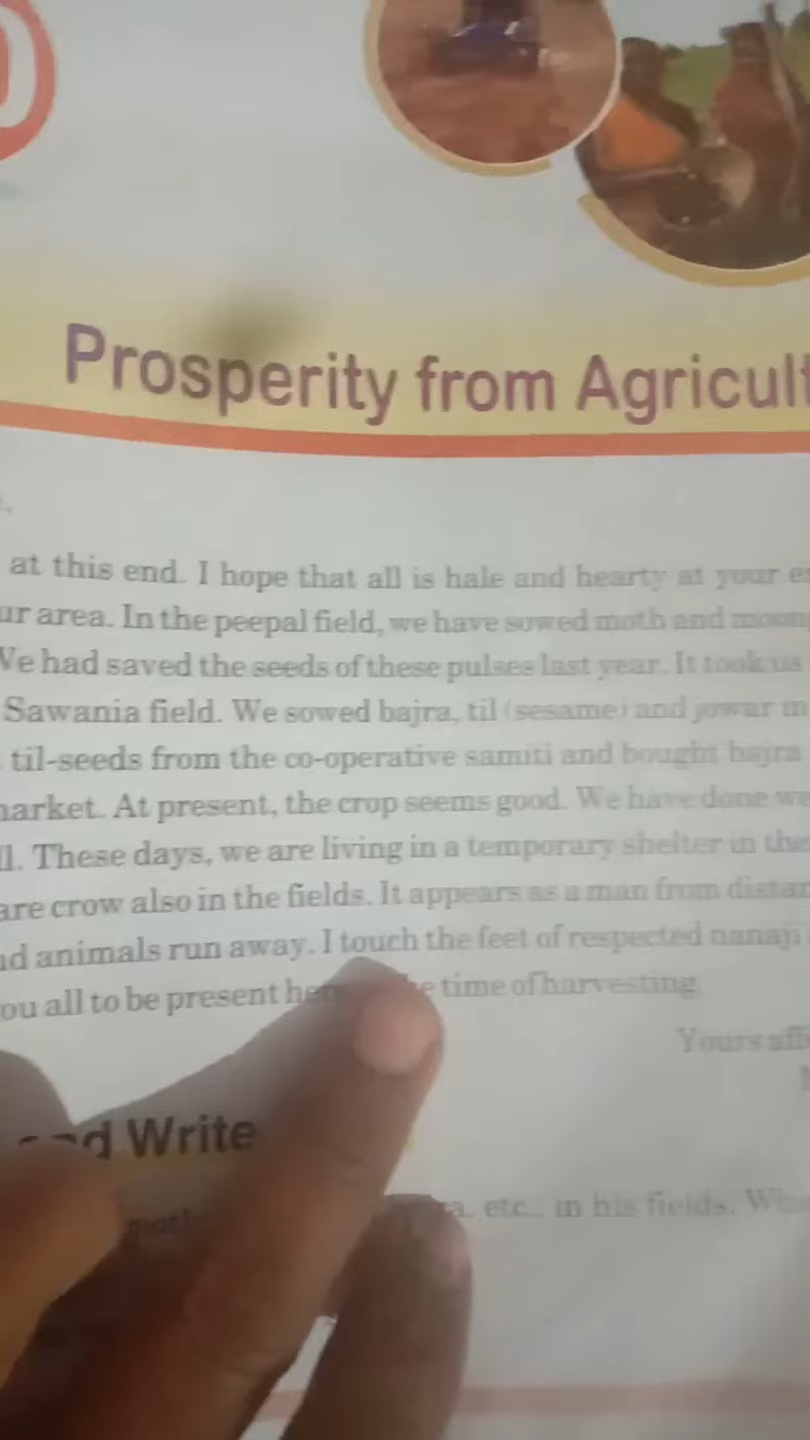 Prosperity from Agricult
at this end. I hope that all is hale and hearty at your e
ur area. In the peepal field, we have sowed moth and moon
We had saved the seeds of these pulses last year. It took us
Sawania field. We sowed bajra, til (sesame) and jowar in
til-seeds from the co-operative samiti and bought bajra
market. At present, the crop seems good. We have done we
ll. These days, we are living in a temporary shelter in the
are crow also in the fields. It appears as a man from distan
nd animals run away. I touch the feet of respected nanaji
ou all to be present time of harvesting.
Yours aff
Write
etc., in his fields.